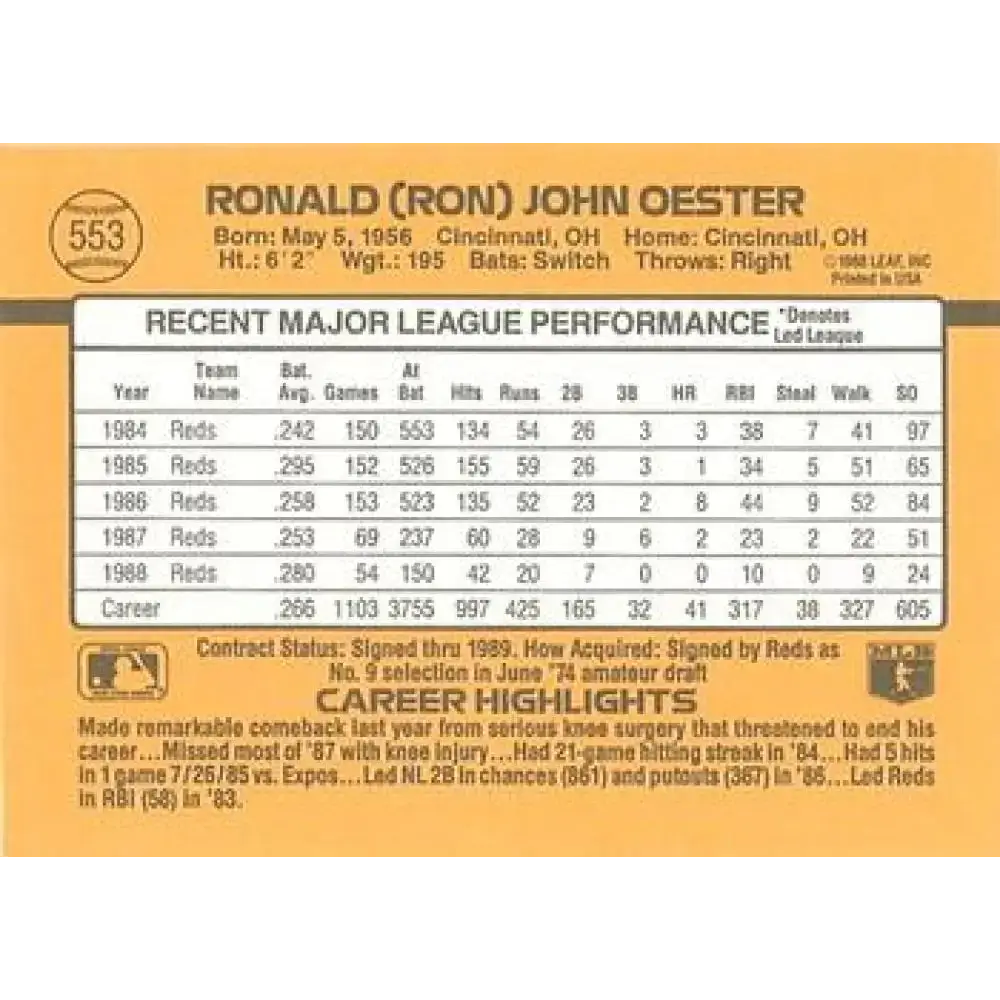 553
RONALD (RON) JOHN OESTER
Born: May 5, 1956 Cincinnati, OH Home: Cincinnati, OH
Ht.: 6'2" Wgt.: 195 Bats: Switch Throws: Right
© 1988 LEAF, INC
Printed in USA
RECENT MAJOR LEAGUE PERFORMANCE *Denotes Led League
Year Team Name Bat. Avg. Games At Bat Hits Runs 2B 3B HR RBI Steal Walk SO
1984 Reds .242 150 553 134 54 26 3 3 38 7 41 97
1985 Reds .295 152 526 155 59 26 3 1 34 5 51 65
1986 Reds .258 153 523 135 52 23 2 8 44 9 52 84
1987 Reds .253 69 237 60 28 9 6 2 23 2 22 51
1988 Reds .280 54 150 42 20 7 0 0 10 0 9 24
Career .266 1103 3755 997 425 165 32 41 317 38 327 605
Contract Status: Signed thru 1989. How Acquired: Signed by Reds as
No. 9 selection in June '74 amateur draft
MLB
CAREER HIGHLIGHTS
Made remarkable comeback last year from serious knee surgery that threatened to end his
career...Missed most of '87 with knee injury...Had 21-game hitting streak in '84...Had 5 hits
in 1 game 7/26/85 vs. Expos...Led NL 2B in chances (861) and putouts (367) in '86...Led Reds
in RBI (58) in '83.